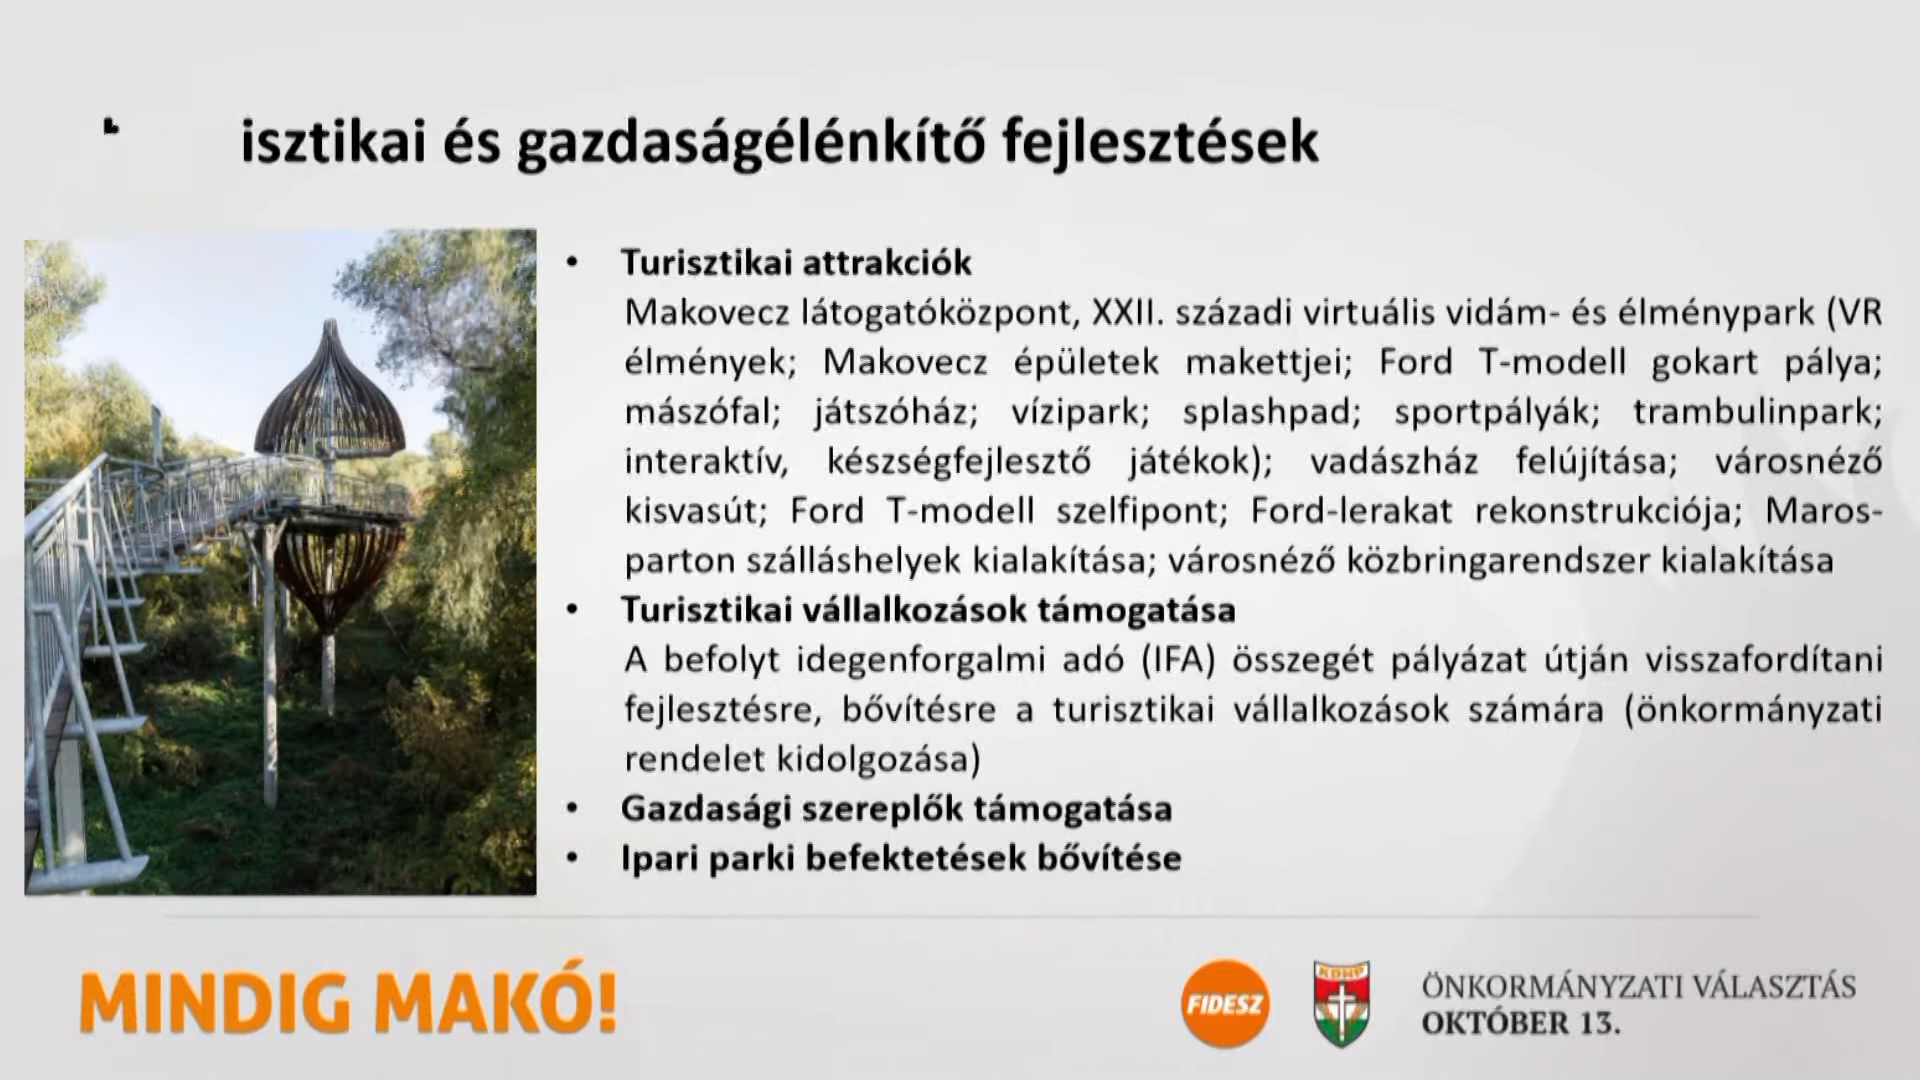 isztikai és gazdaságélénkítő fejlesztések
• Turisztikai attrakciók
Makovecz látogatóközpont, XXII. századi virtuális vidám- és élménypark (VR
élmények; Makovecz épületek makettjei; Ford T-modell gokart pálya;
mászófal; játszóház; vízipark; splashpad; sportpályák; trambulinpark;
interaktív, készségfejlesztő játékok); vadászház felújítása; városnéző
kisvasút; Ford T-modell szelfipont; Ford-lerakat rekonstrukciója; Maros-
parton szálláshelyek kialakítása; városnéző közbringarendszer kialakítása
• Turisztikai vállalkozások támogatása
A befolyt idegenforgalmi adó (IFA) összegét pályázat útján visszafordítani
fejlesztésre, bővítésre a turisztikai vállalkozások számára (önkormányzati
rendelet kidolgozása)
• Gazdasági szereplők támogatása
• Ipari parki befektetések bővítése
MINDIG MAKÓ!
FIDESZ
KDNP
ÖNKORMÁNYZATI VÁLASZTÁS
OKTÓBER 13.